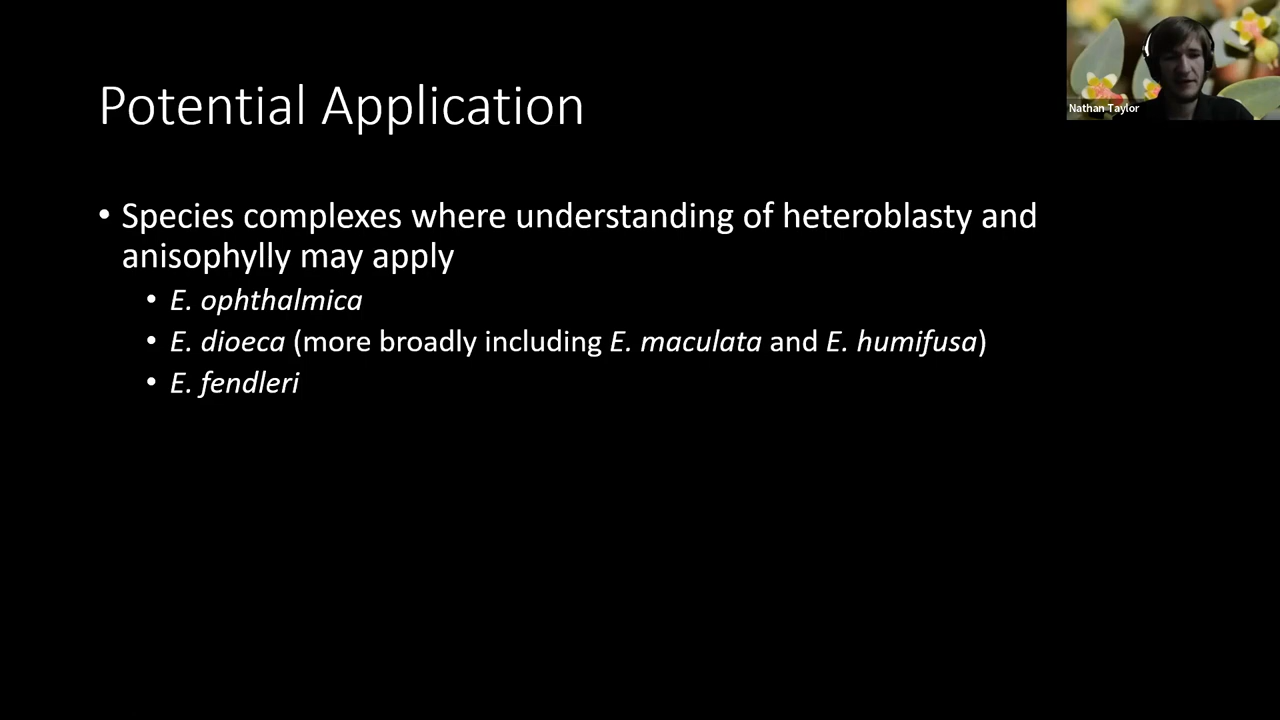 Nathan Taylor
Potential Application
• Species complexes where understanding of heteroblasty and
anisophylly may apply
• E. ophthalmica
• E. dioeca (more broadly including E. maculata and E. humifusa)
• E. fendleri